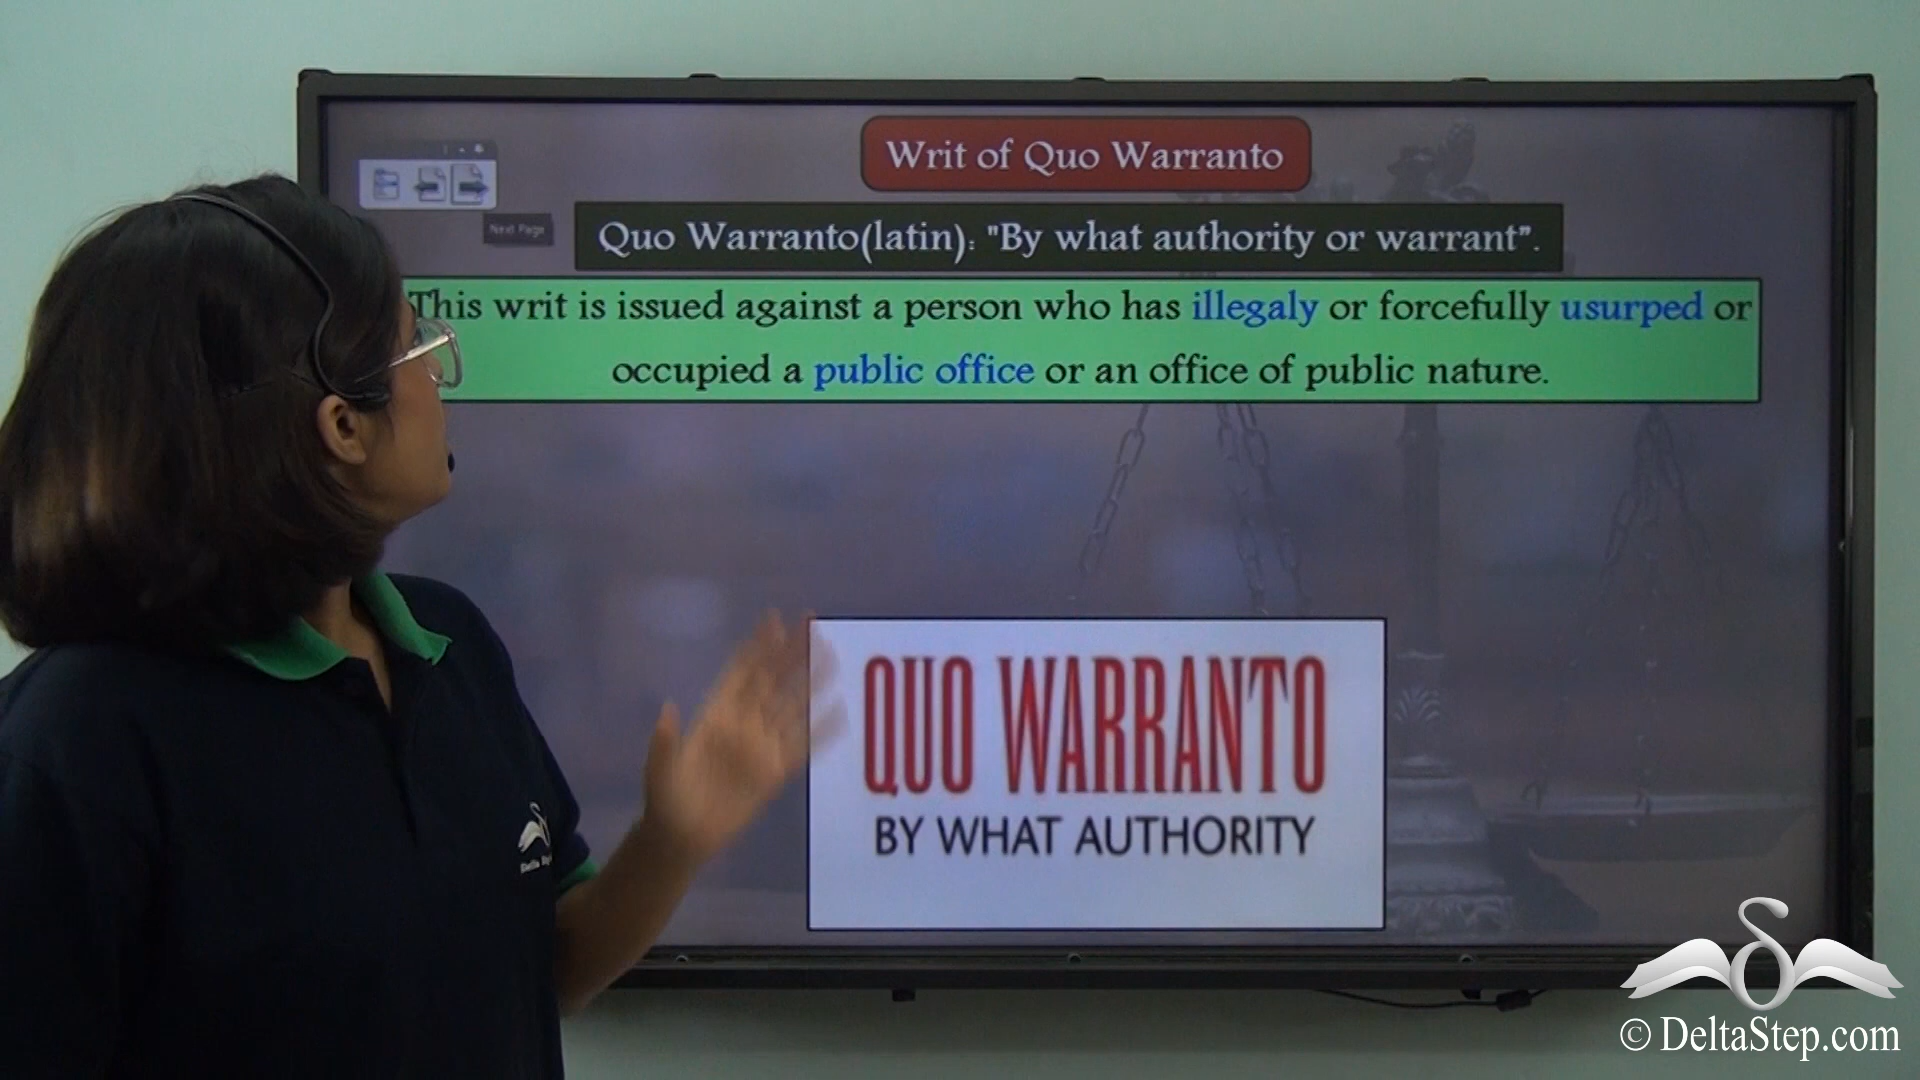 Writ of Quo Warranto
Next Page
Quo Warranto(latin): "By what authority or warrant".
This writ is issued against a person who has illegaly or forcefully usurped or
occupied a public office or an office of public nature.
QUO WARRANTO
BY WHAT AUTHORITY
© DeltaStep.com